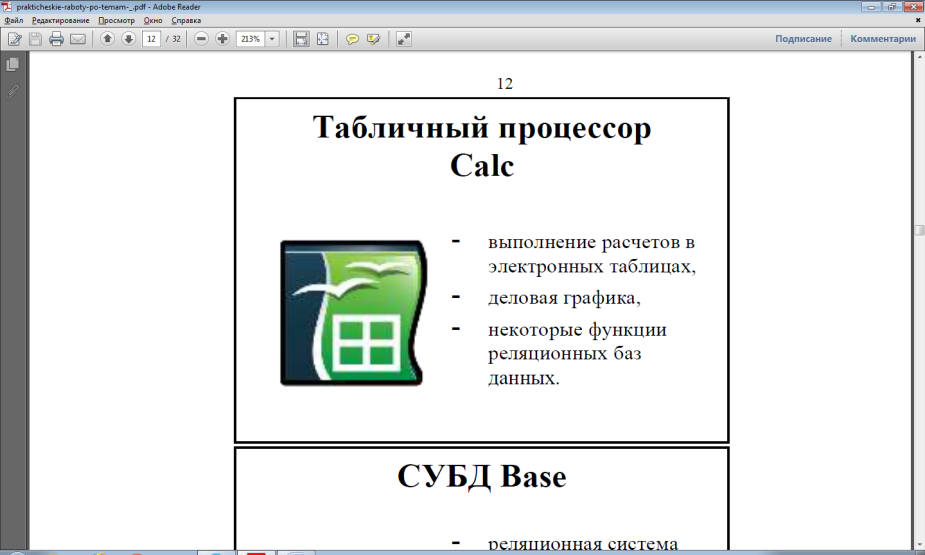 prakticheskie-raboty-po-temam-_.pdf - Adobe Reader
Файл Редактирование Просмотр Окно Справка
12 / 32 213% Подписание Комментарии
12
Табличный процессор
Calc
- выполнение расчетов в
электронных таблицах,
- деловая графика,
- некоторые функции
реляционных баз
данных.
СУБД Base
- реляционная система